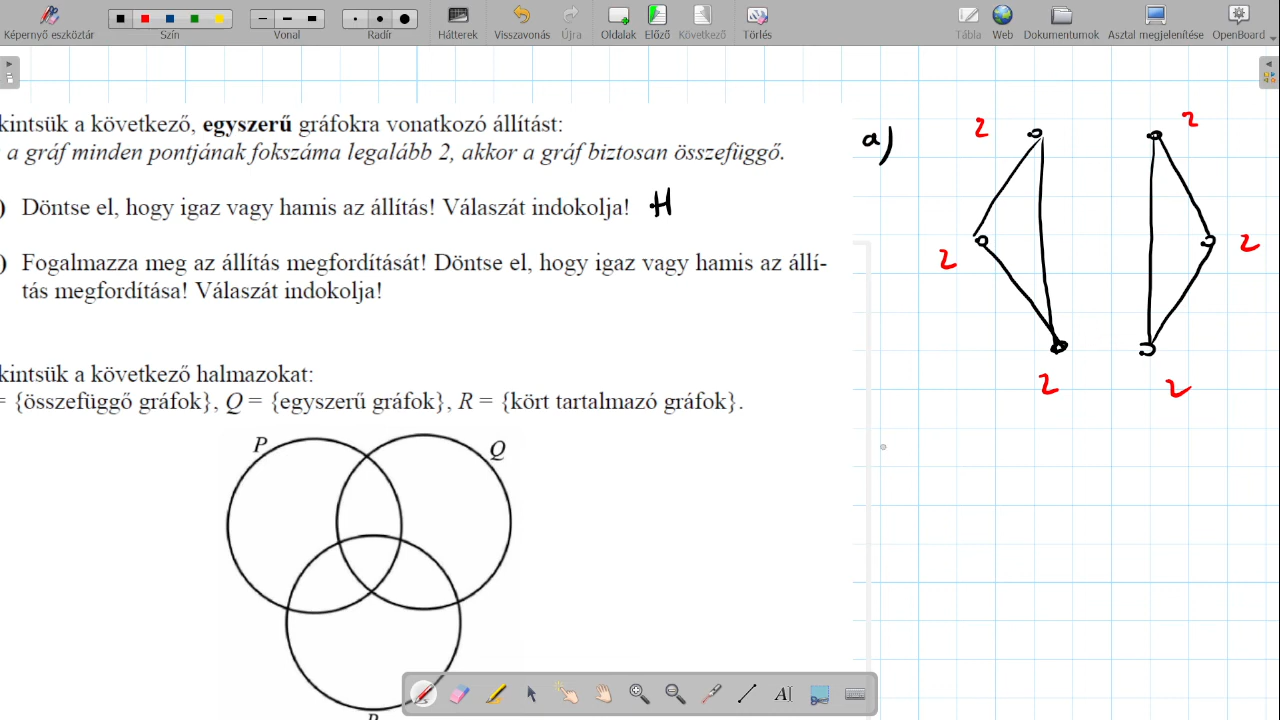 Képernyő eszköztár
Szín
Vonal
Radír
Hátterek
Visszavonás
Újra
Oldalak
Előző
Következő
Törlés
Tábla
Web
Dokumentumok
Asztal megjelenítése
OpenBoard
kintsük a következő, egyszerű gráfokra vonatkozó állítást:
a gráf minden pontjának fokszáma legalább 2, akkor a gráf biztosan összefüggő.
) Döntse el, hogy igaz vagy hamis az állítás! Válaszát indokolja! H
) Fogalmazza meg az állítás megfordítását! Döntse el, hogy igaz vagy hamis az állí-
tás megfordítása! Válaszát indokolja!
kintsük a következő halmazokat:
= {összefüggő gráfok}, Q = {egyszerű gráfok}, R = {kört tartalmazó gráfok}.
P
Q
a)
2
2
2
2
2
2
A